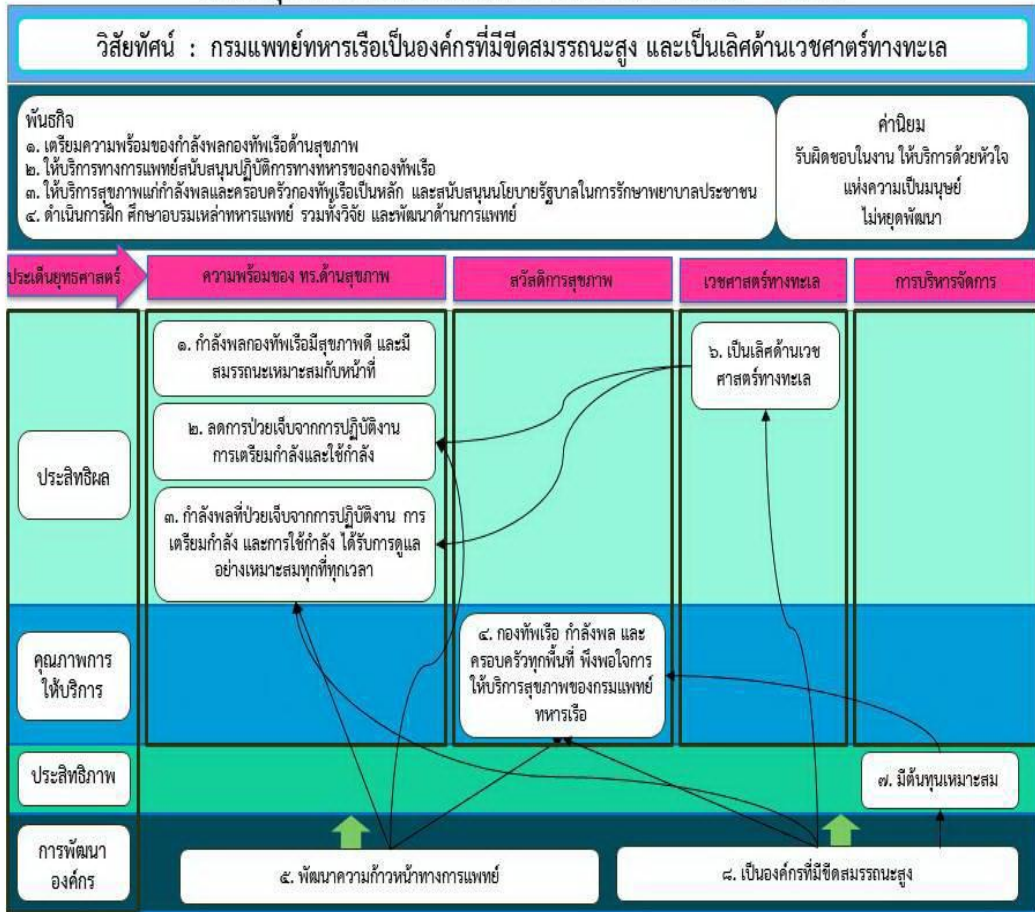 วิสัยทัศน์ : กรมแพทย์ทหารเรือเป็นองค์กรที่มีขีดสมรรถนะสูง และเป็นเลิศด้านเวชศาตร์ทางทะเล
พันธกิจ
๑. เตรียมความพร้อมของกำลังพลกองทัพเรือด้านสุขภาพ
๒. ให้บริการทางการแพทย์สนับสนุนปฏิบัติการทางทหารของกองทัพเรือ
๓. ให้บริการสุขภาพแก่กำลังพลและครอบครัวกองทัพเรือเป็นหลัก และสนับสนุนนโยบายรัฐบาลในการรักษาพยาบาลประชาชน
๔. ดำเนินการฝึก ศึกษาอบรมเหล่าทหารแพทย์ รวมทั้งวิจัย และพัฒนาด้านการแพทย์
ค่านิยม
รับผิดชอบในงาน ให้บริการด้วยหัวใจ
แห่งความเป็นมนุษย์
ไม่หยุดพัฒนา
ประเด็นยุทธศาสตร์
ความพร้อมของ ทร.ด้านสุขภาพ
สวัสดิการสุขภาพ
เวชศาตร์ทางทะเล
การบริหารจัดการ
ประสิทธิผล
๑. กำลังพลกองทัพเรือมีสุขภาพดี และมี
สมรรถนะเหมาะสมกับหน้าที่
๒. ลดการป่วยเจ็บจากการปฏิบัติงาน
การเตรียมกำลังและใช้กำลัง
๓. กำลังพลที่ป่วยเจ็บจากการปฏิบัติงาน การ
เตรียมกำลัง และการใช้กำลัง ได้รับการดูแล
อย่างเหมาะสมทุกที่ทุกเวลา
๖. เป็นเลิศด้านเวช
ศาตร์ทางทะเล
คุณภาพการ
ให้บริการ
๔. กองทัพเรือ กำลังพล และ
ครอบครัวทุกพื้นที่ พึงพอใจการ
ให้บริการสุขภาพของกรมแพทย์
ทหารเรือ
ประสิทธิภาพ
๗. มีต้นทุนเหมาะสม
การพัฒนา
องค์กร
๕. พัฒนาความก้าวหน้าทางการแพทย์
๘. เป็นองค์กรที่มีขีดสมรรถนะสูง